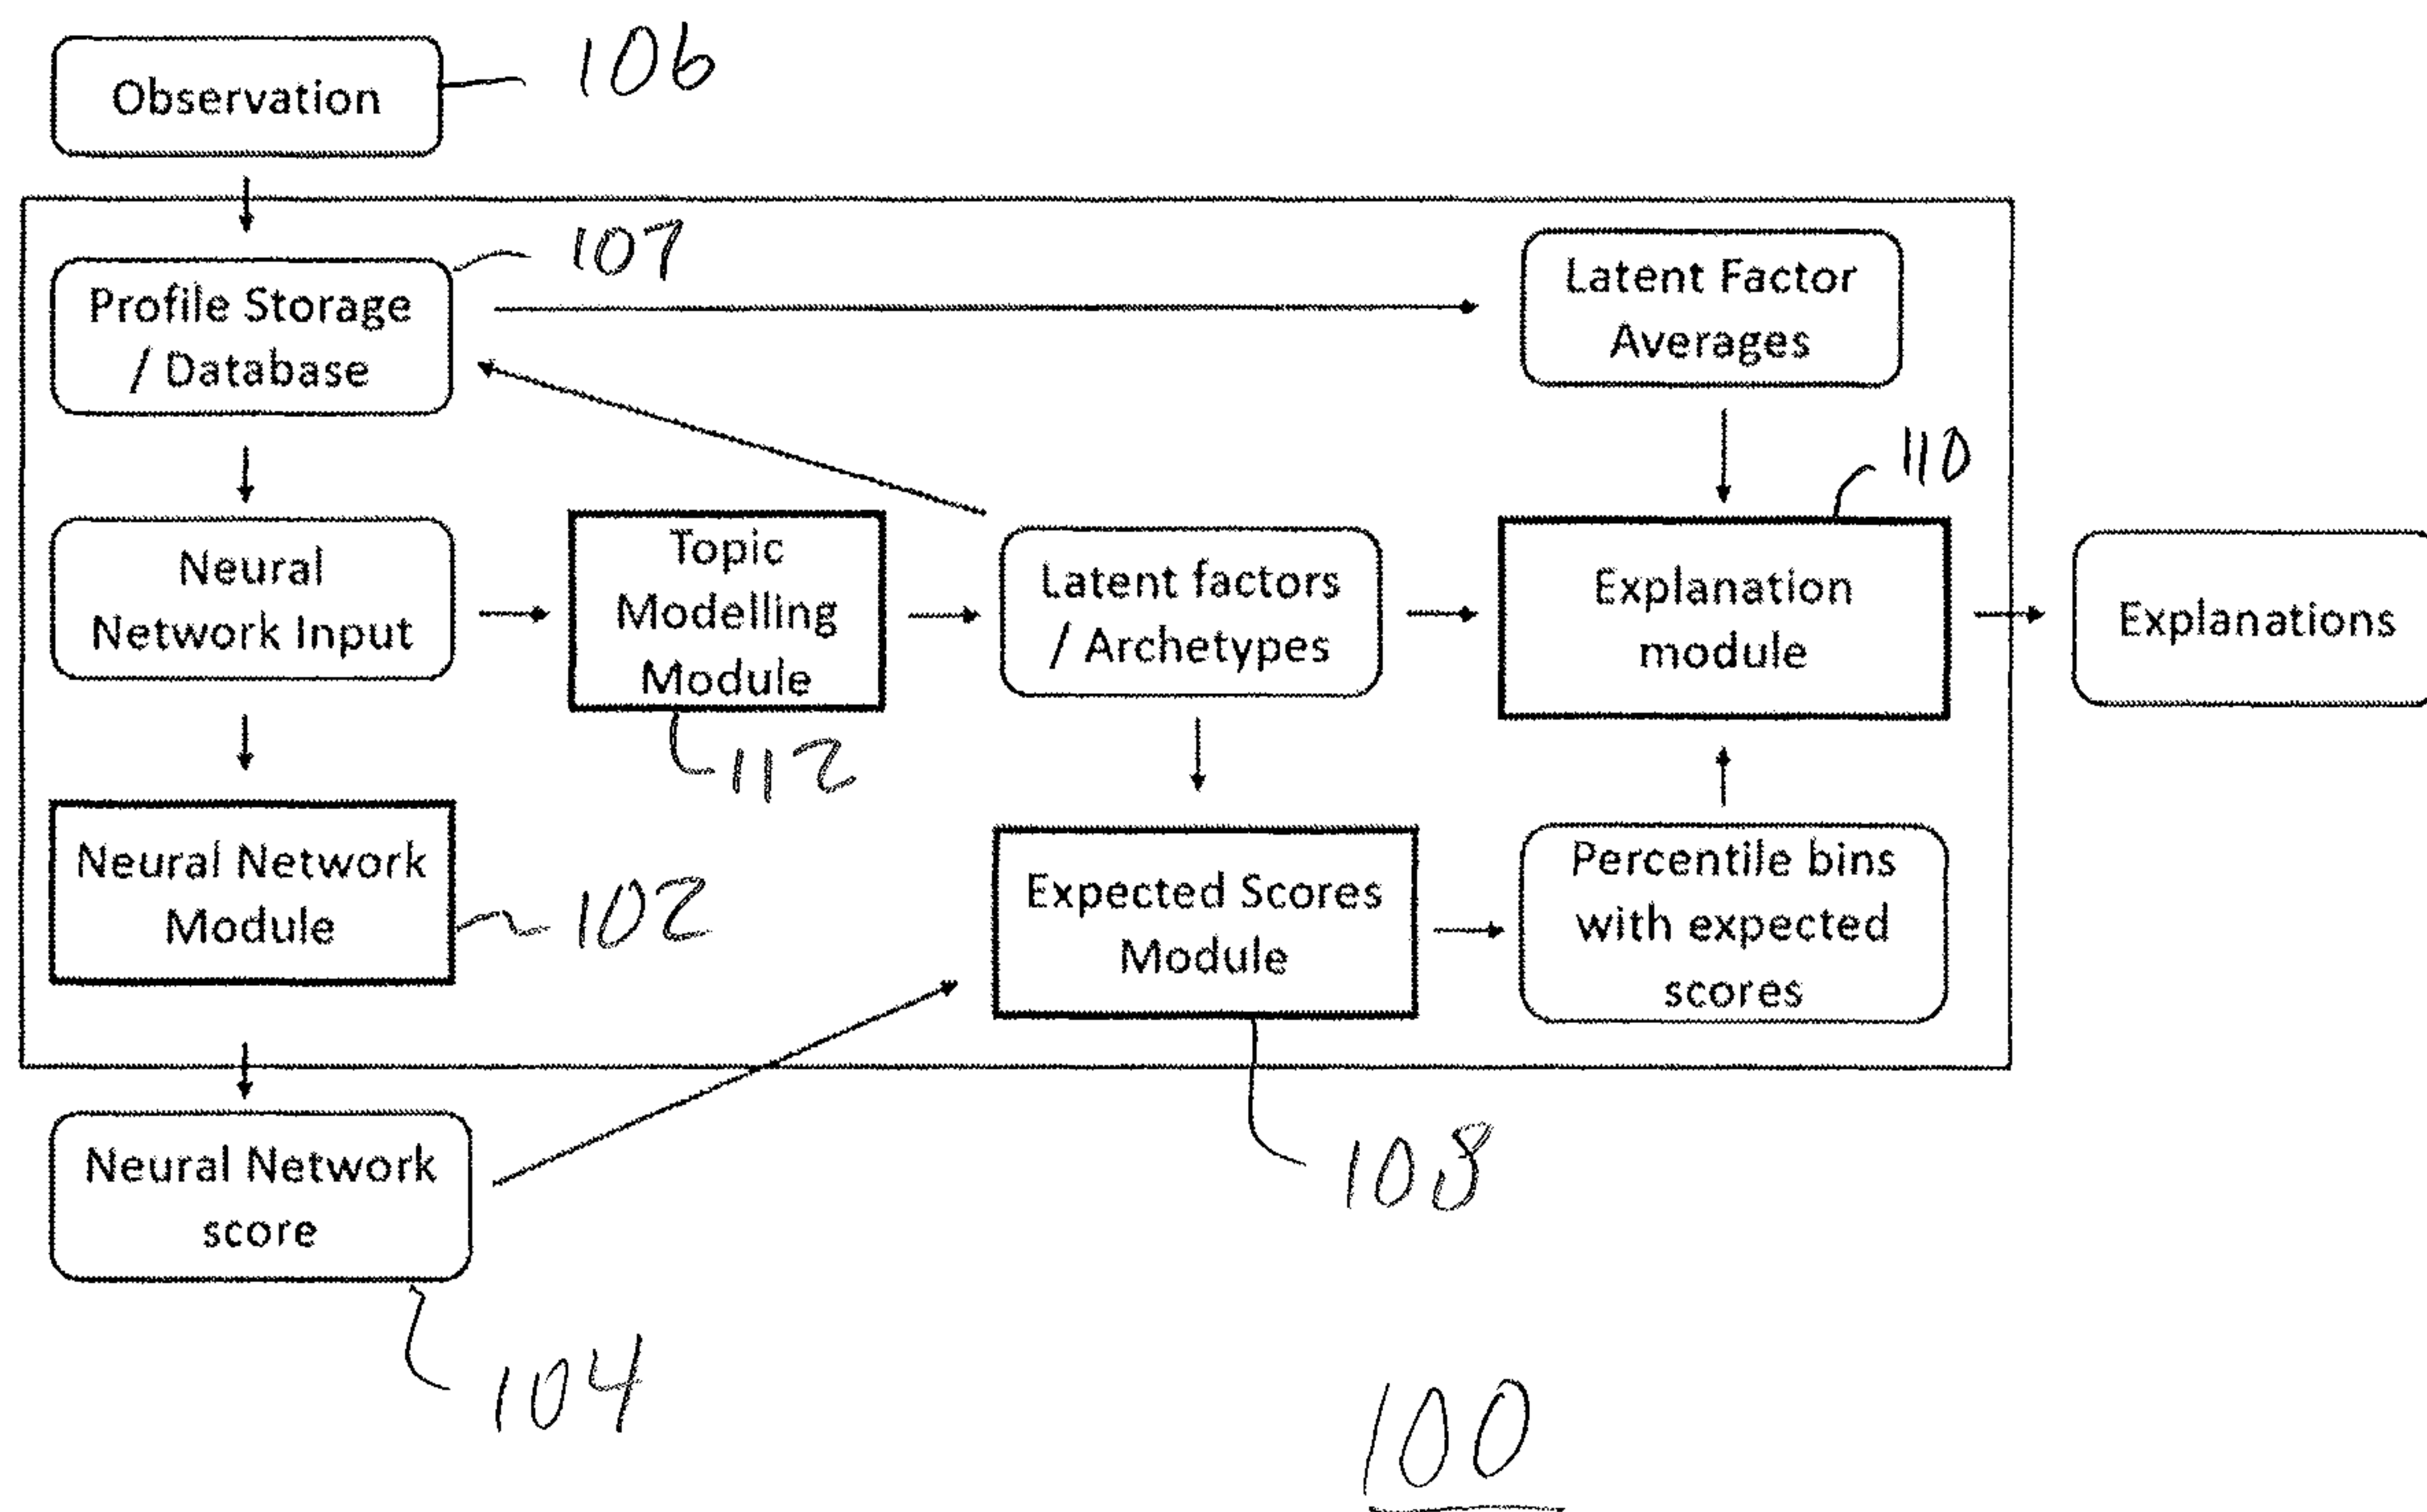 Observation
106
Profile Storage
/ Database
107
Latent Factor
Averages
110
Neural
Network Input
Topic
Modelling
Module
112
Latent factors
/ Archetypes
Explanation
module
Explanations
Neural Network
Module
102
Expected Scores
Module
108
Percentile bins
with expected
scores
Neural Network
score
104
100